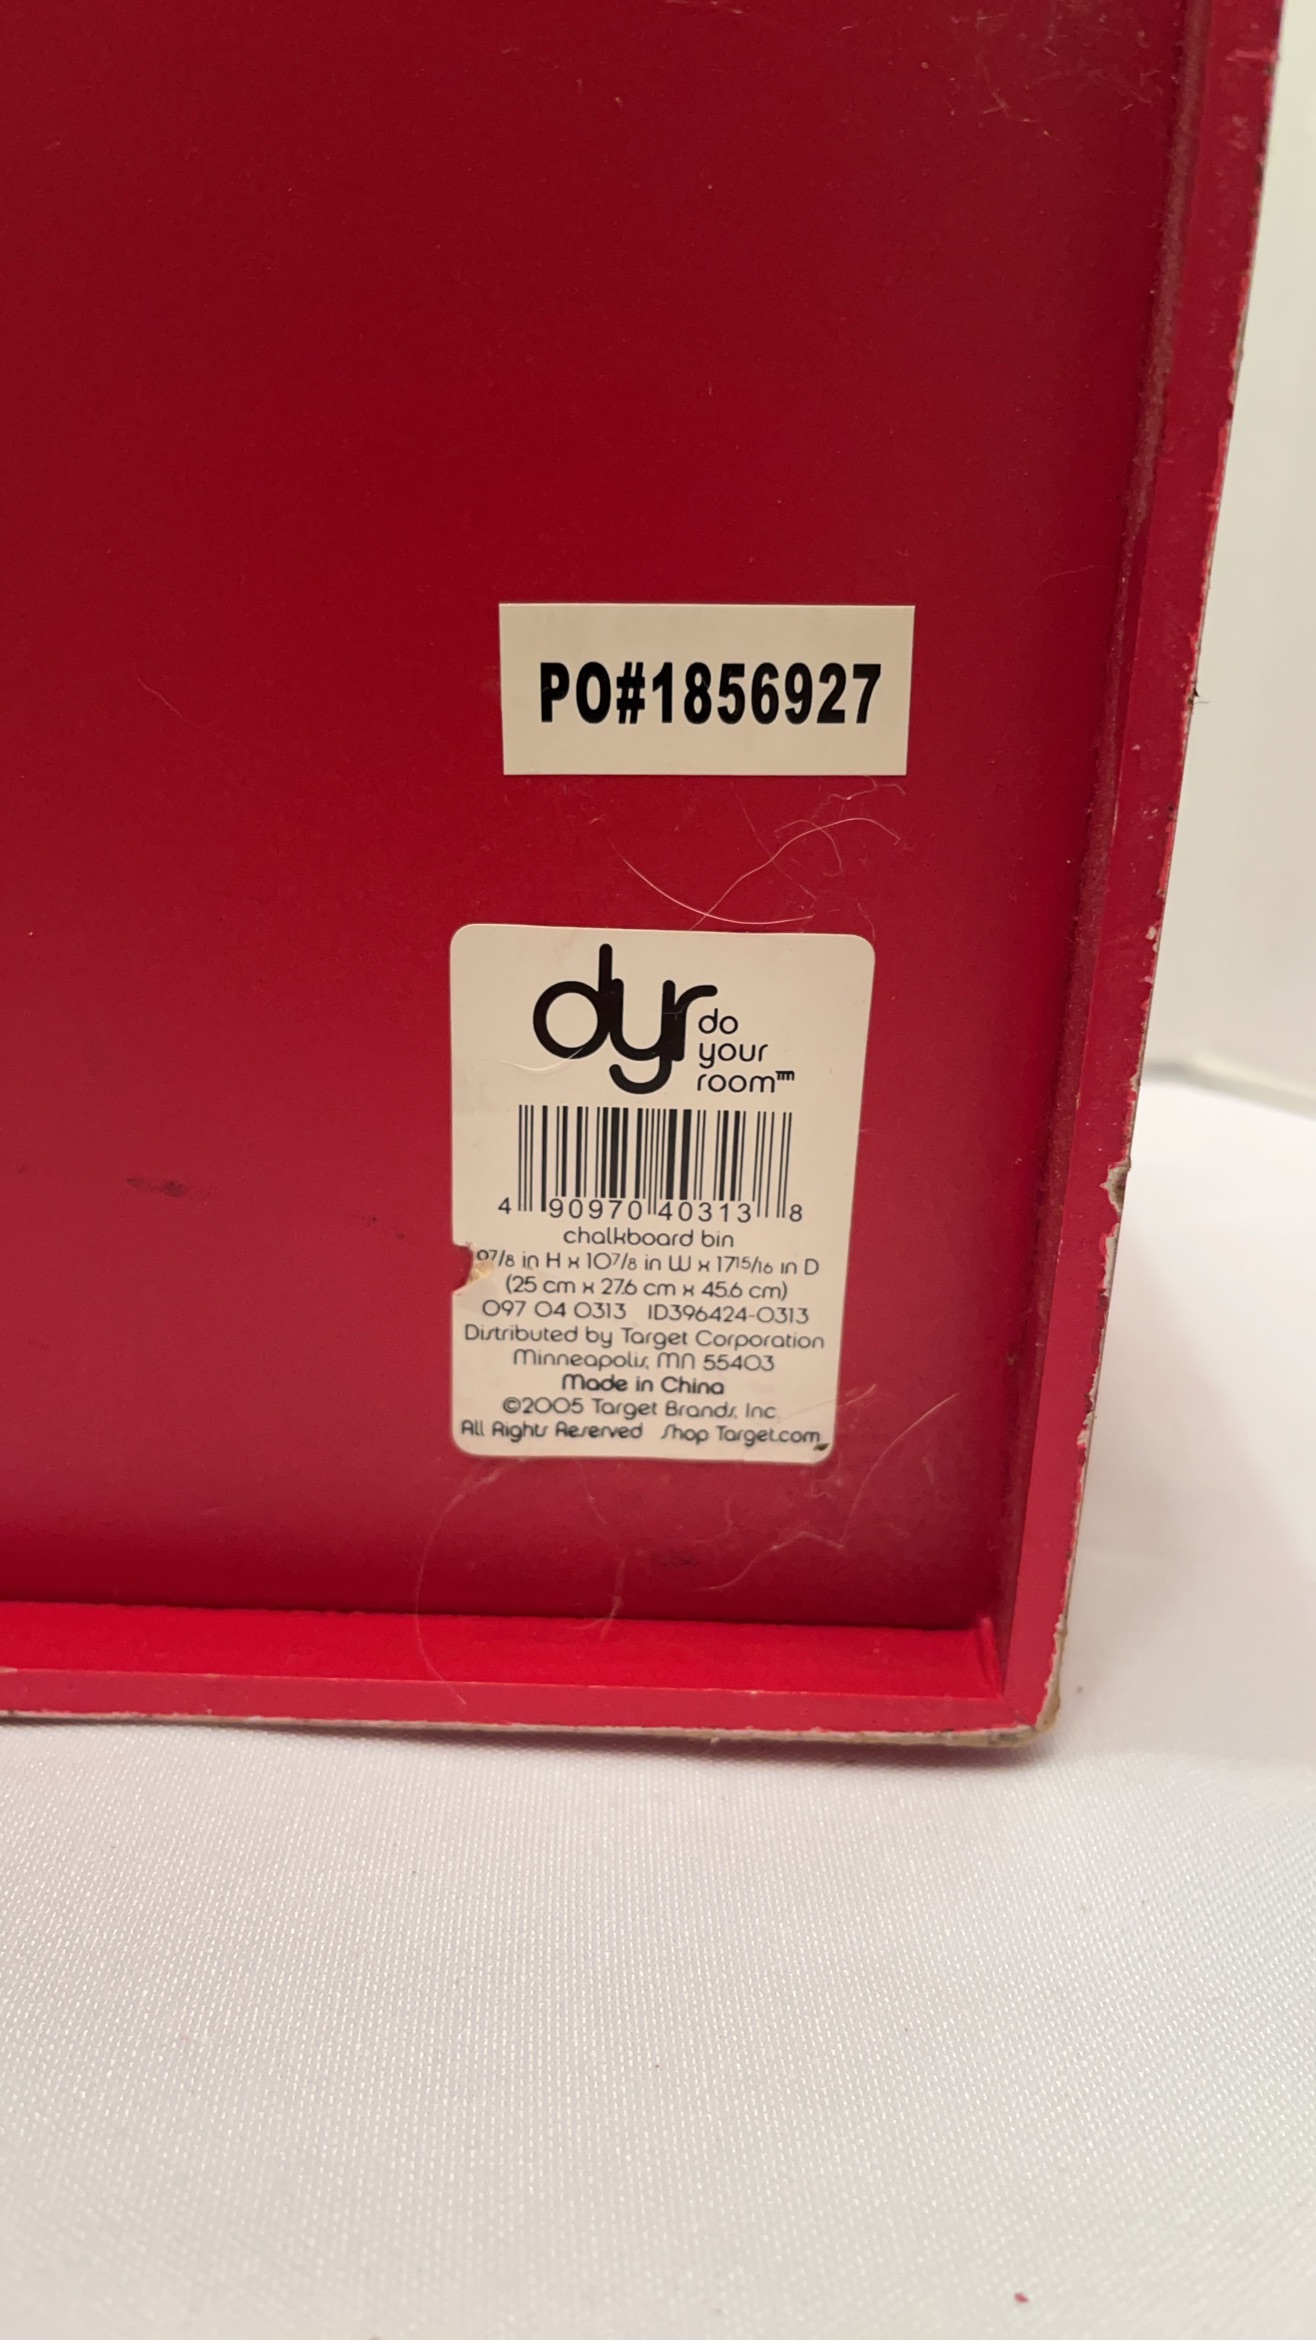 PO#1856927
dyr do
your
room™
4 90970 40313 8
chalkboard bin
07/8 in H x 107/8 in W x 1715/16 in D
(25 cm x 27.6 cm x 45.6 cm)
097 04 0313 ID396424-0313
Distributed by Target Corporation
Minneapolis, MN 55403
Made in China
©2005 Target Brands, Inc.
All Rights Reserved Shop Target.com